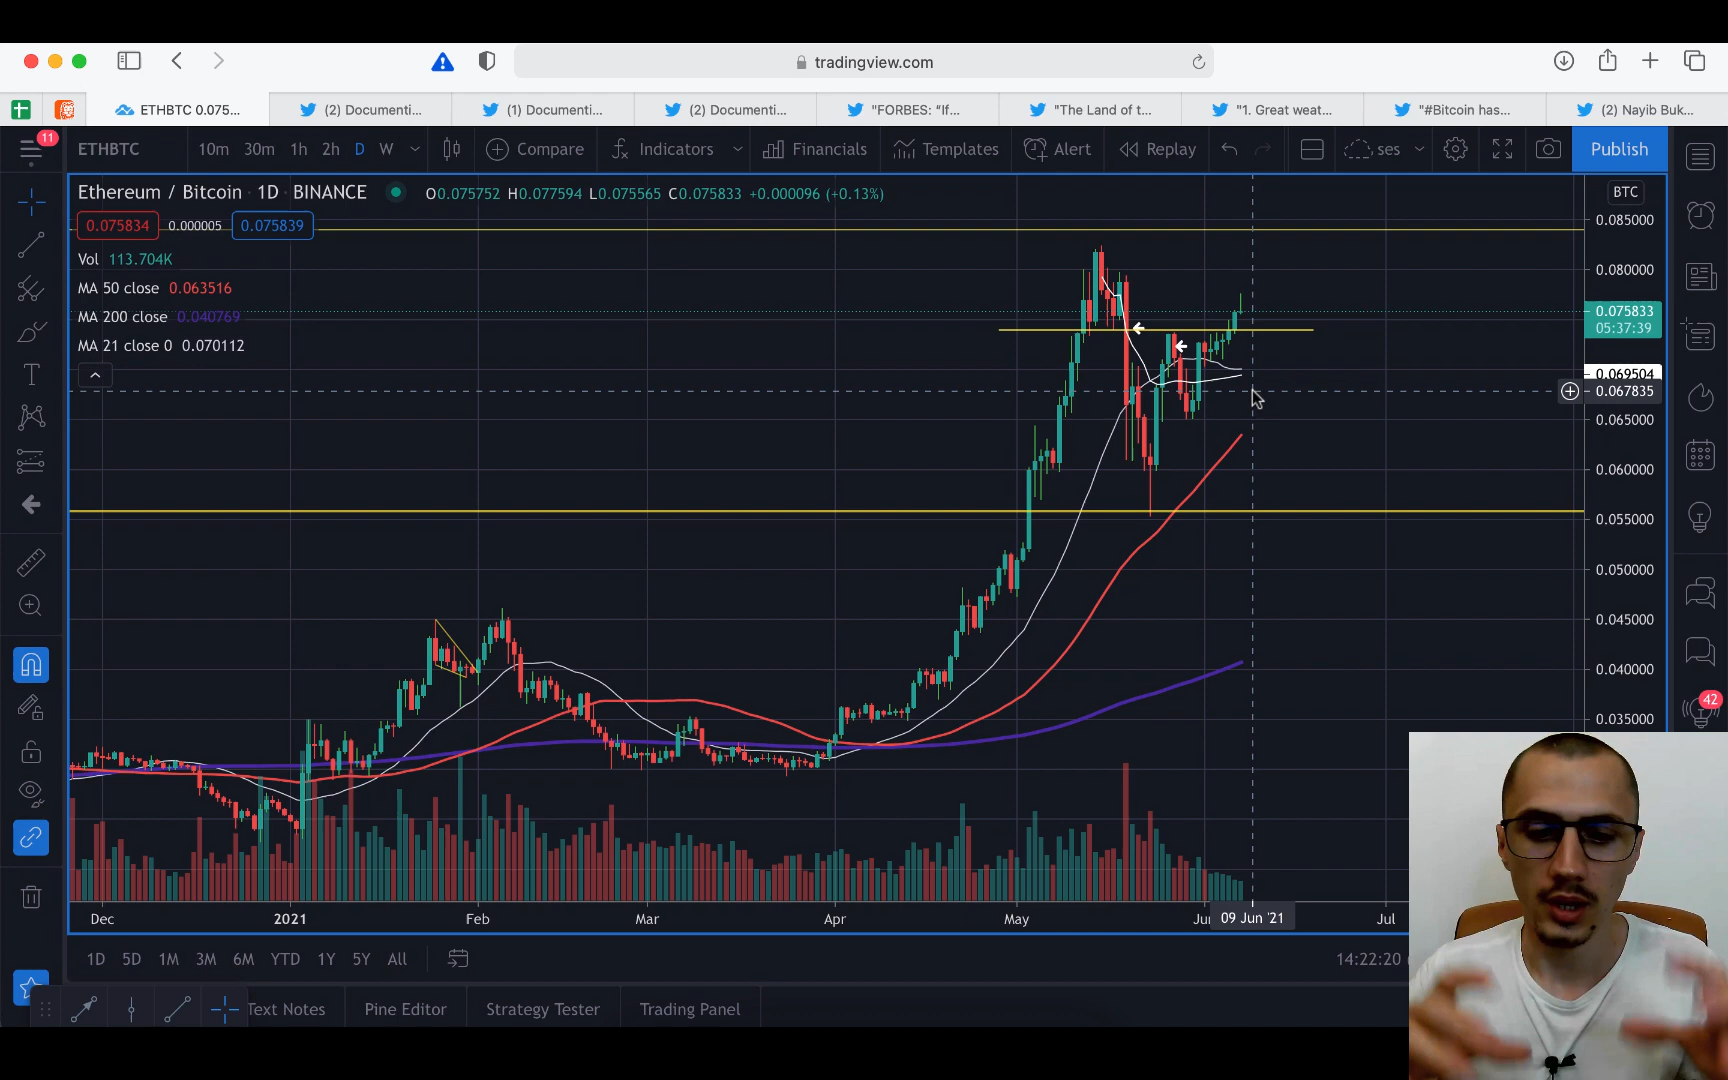 tradingview.com
ETHBTC 0.075...
(2) Documenti...
(1) Documenti...
(2) Documenti...
"FORBES: “If...
"The Land of t...
"1. Great weat...
"#Bitcoin has...
(2) Nayib Buk...
11
ETHBTC 10m 30m 1h 2h D W Compare Indicators Financials Templates Alert Replay ses Publish
Ethereum / Bitcoin · 1D · BINANCE O0.075752 H0.077594 L0.075565 C0.075833 +0.000096 (+0.13%)
BTC
0.075834 0.000005 0.075839
Vol 113.704K
MA 50 close 0.063516
MA 200 close 0.040769
MA 21 close 0 0.070112
0.085000
0.080000
0.075833
05:37:39
0.069504
0.067835
0.065000
0.060000
0.055000
0.050000
0.045000
0.040000
0.035000
42
Dec 2021 Feb Mar Apr May Jun 09 Jun '21 Jul
1D 5D 1M 3M 6M YTD 1Y 5Y All
14:22:20
Text Notes Pine Editor Strategy Tester Trading Panel